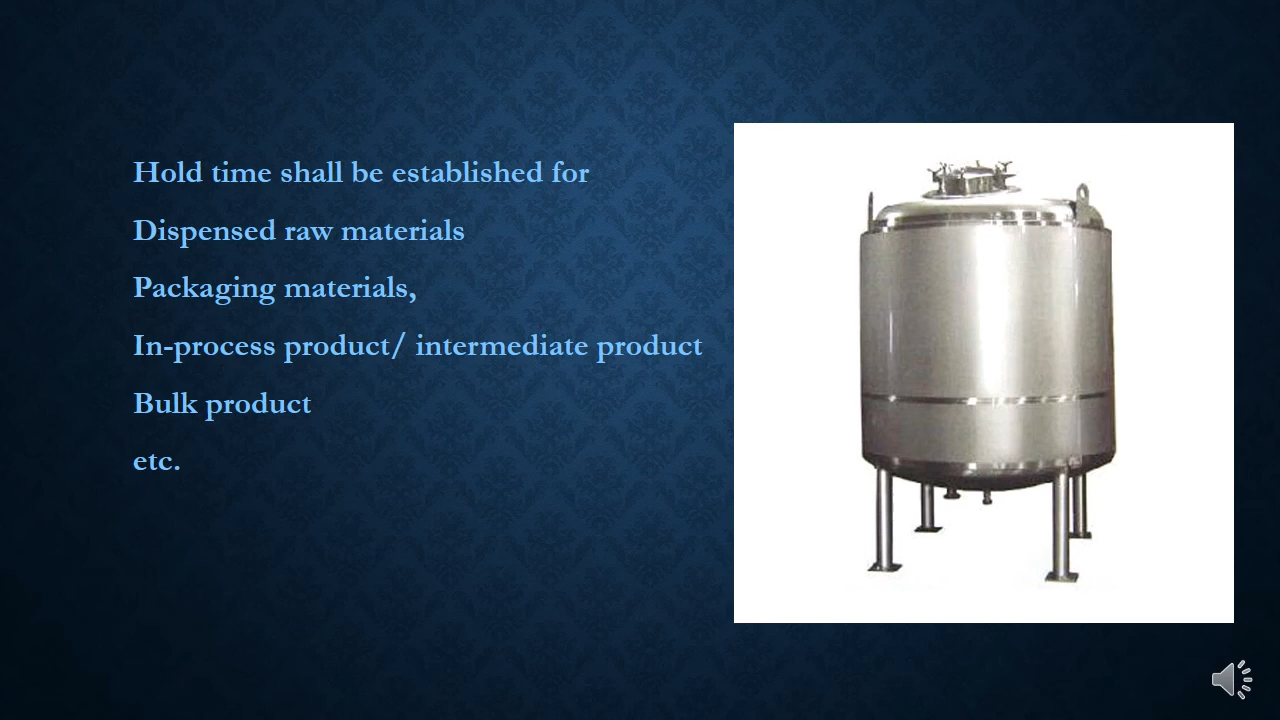 Hold time shall be established for
Dispensed raw materials
Packaging materials,
In-process product/ intermediate product
Bulk product
etc.